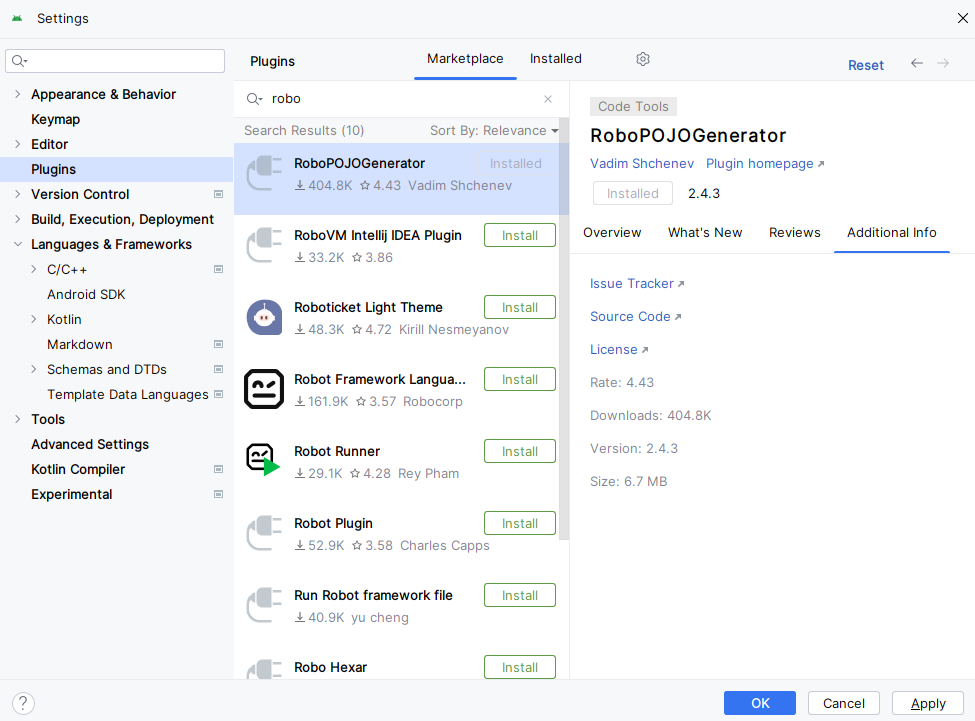 Settings
Appearance & Behavior
Keymap
Editor
Plugins
Version Control
Build, Execution, Deployment
Languages & Frameworks
C/C++
Android SDK
Kotlin
Markdown
Schemas and DTDs
Template Data Languages
Tools
Advanced Settings
Kotlin Compiler
Experimental
?
Plugins
Marketplace
Installed
Reset
robo
Search Results (10)
Sort By: Relevance
RoboPOJOGenerator
Installed
404.8K 4.43 Vadim Shchenev
RoboVM Intellij IDEA Plugin
Install
33.2K 3.86
Roboticket Light Theme
Install
48.3K 4.72 Kirill Nesmeyanov
Robot Framework Langua...
Install
161.9K 3.57 Robocorp
Robot Runner
Install
29.1K 4.28 Rey Pham
Robot Plugin
Install
52.9K 3.58 Charles Capps
Run Robot framework file
Install
40.9K yu cheng
Robo Hexar
Install
Code Tools
RoboPOJOGenerator
Vadim Shchenev Plugin homepage
Installed 2.4.3
Overview What's New Reviews Additional Info
Issue Tracker
Source Code
License
Rate: 4.43
Downloads: 404.8K
Version: 2.4.3
Size: 6.7 MB
OK
Cancel
Apply